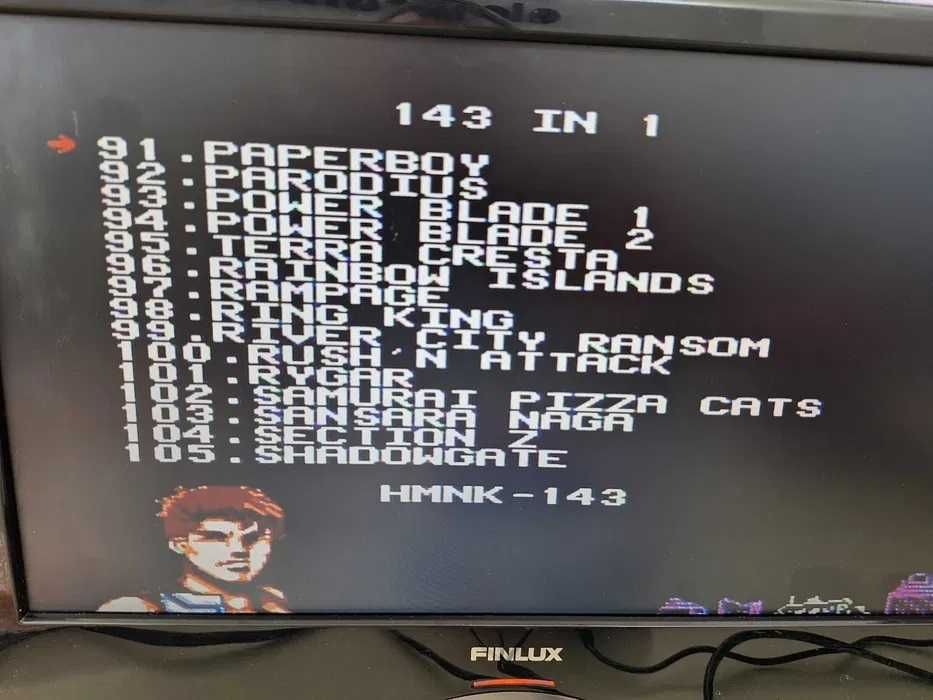 143 IN 1
91.PAPERBOY
92.PARODIUS
93.POWER BLADE 1
94.POWER BLADE 2
95.TERRA CRESTA
96.RAINBOW ISLANDS
97.RAMPAGE
98.RING KING
99.RIVER CITY RANSOM
100.RUSH'N ATTACK
101.RYGAR
102.SAMURAI PIZZA CATS
103.SANSARA NAGA
104.SECTION Z
105.SHADOWGATE
HMNK-143
FINLUX